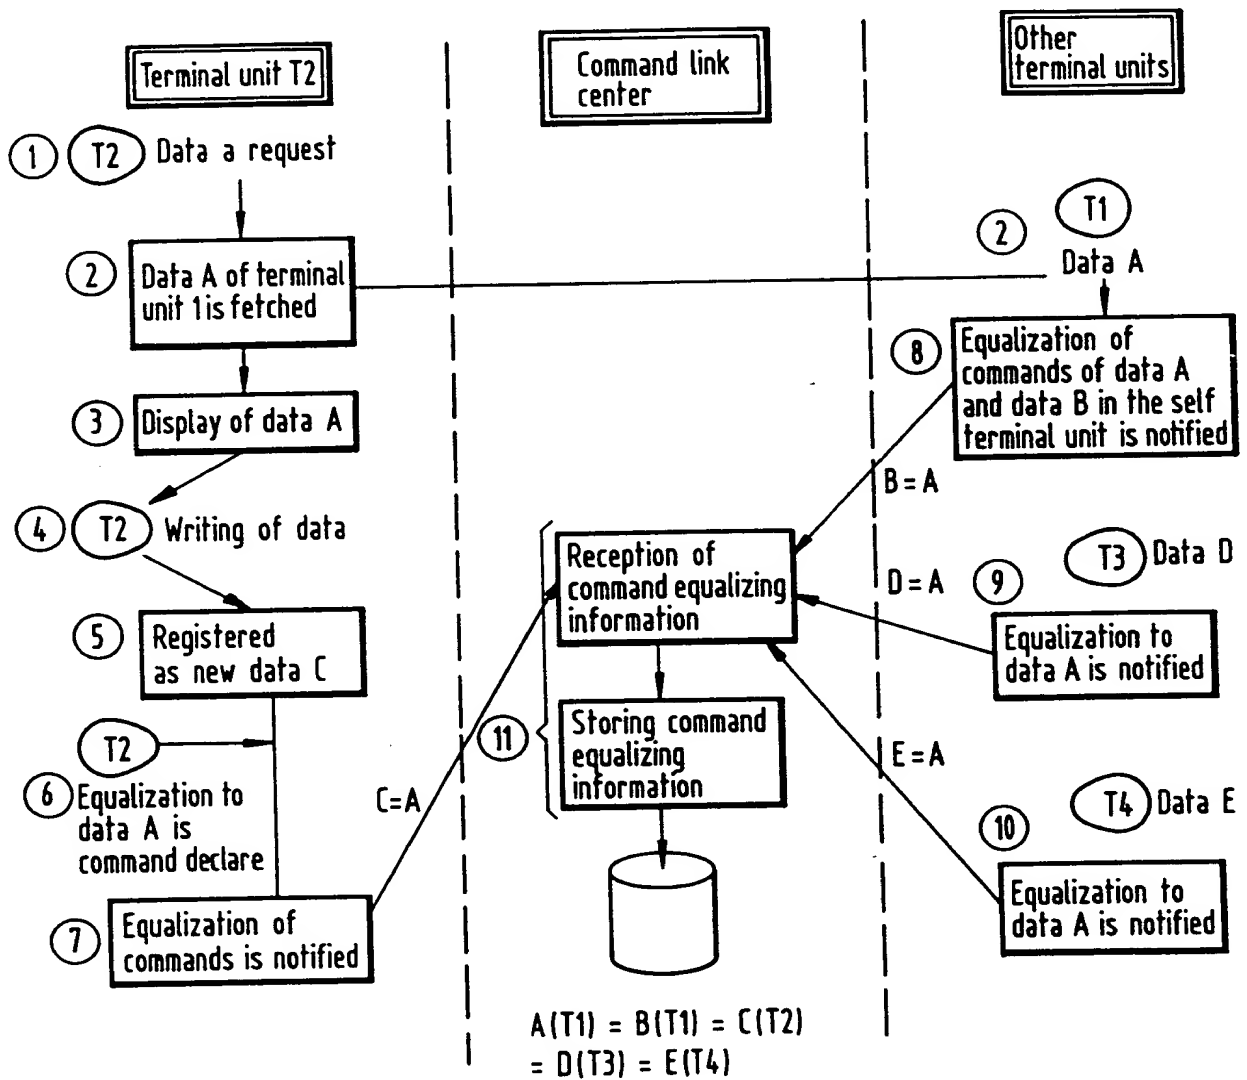 Terminal unit T2
1 T2 Data a request
2 Data A of terminal
unit 1 is fetched
3 Display of data A
4 T2 Writing of data
5 Registered
as new data C
T2
6 Equalization to
data A is
command declare
7 Equalization of
commands is notified
C=A
Command link
center
Reception of
command equalizing
information
11 Storing command
equalizing
information
A(T1) = B(T1) = C(T2)
= D(T3) = E(T4)
Other
terminal units
T1
2
Data A
8 Equalization of
commands of data A
and data B in the self
terminal unit is notified
B=A
T3 Data D
D=A 9
Equalization to
data A is notified
E=A
T4 Data E
10
Equalization to
data A is notified